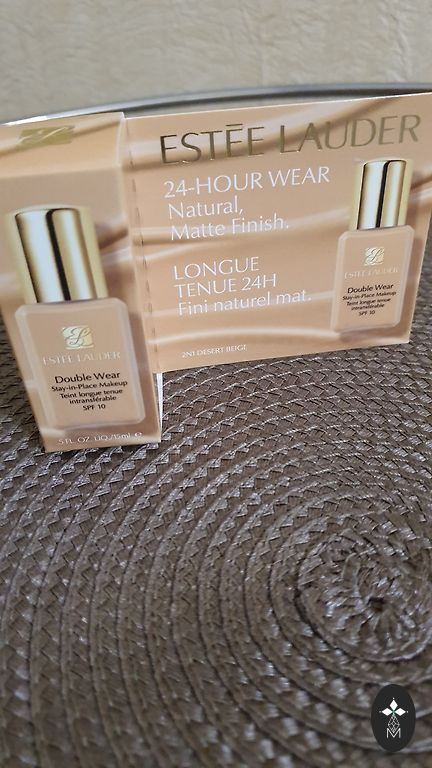 ESTĒE LAUDER
24-HOUR WEAR
Natural,
Matte Finish.
LONGUE
TENUE 24H
Fini naturel mat.
2N1 DESERT BEIGE
ESTĒE LAUDER
Double Wear
Stay-in-Place Makeup
Teint longue tenue
intransférable
SPF 10
.5 FL. OZ. LIQ./15ml ℮
ESTĒE LAUDER
Double Wear
Stay-in-Place Makeup
Teint longue tenue
intransférable
SPF 10